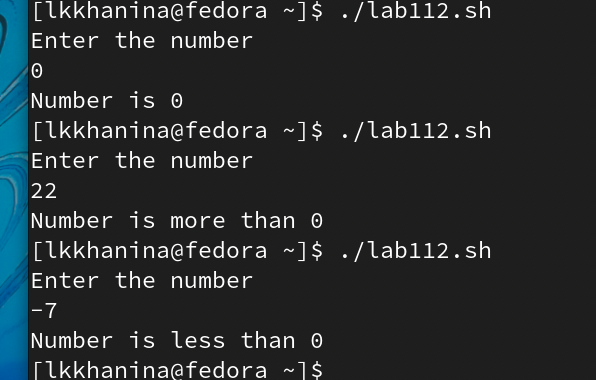 [lkkhanina@fedora ~]$ ./lab112.sh
Enter the number
0
Number is 0
[lkkhanina@fedora ~]$ ./lab112.sh
Enter the number
22
Number is more than 0
[lkkhanina@fedora ~]$ ./lab112.sh
Enter the number
-7
Number is less than 0
[lkkhanina@fedora ~]$